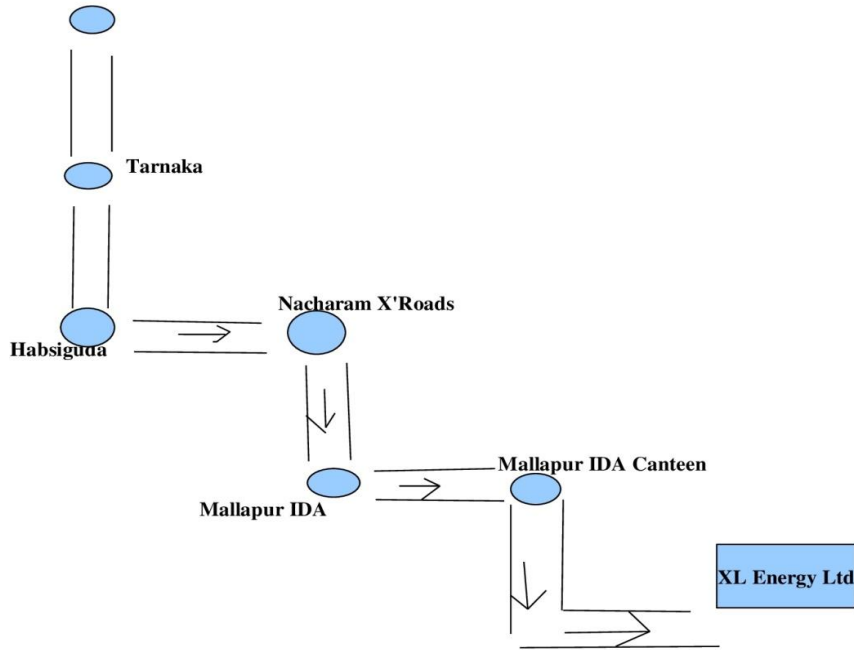 Tarnaka
Nacharam X'Roads
Habsiguda
Mallapur IDA Canteen
Mallapur IDA
XL Energy Ltd